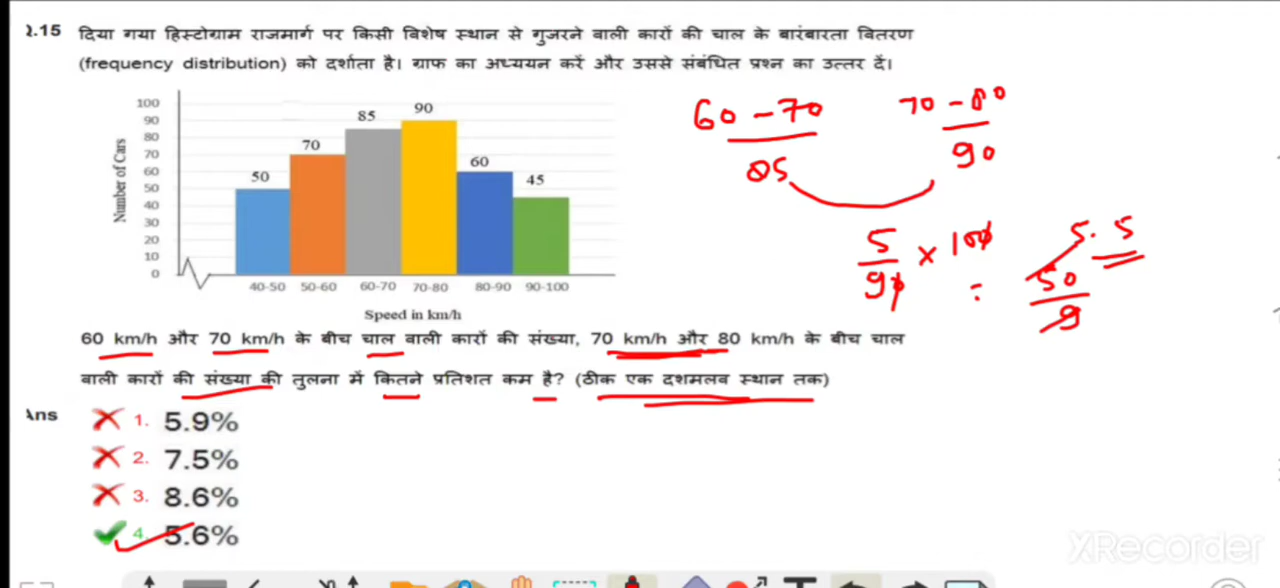 2.15 दिया गया हिस्टोग्राम राजमार्ग पर किसी विशेष स्थान से गुजरने वाली कारों की चाल के बारंबारता वितरण
(frequency distribution) को दर्शाता है। ग्राफ का अध्ययन करें और उससे संबंधित प्रश्न का उत्तर दें।
100
90
80
70
60
50
40
30
20
10
0
Number of Cars
50
70
85
90
60
45
40-50 50-60 60-70 70-80 80-90 90-100
Speed in km/h
60 - 70
85
70 - 80
90
5/90 × 100 = 50/9
5.5
60 km/h और 70 km/h के बीच चाल वाली कारों की संख्या, 70 km/h और 80 km/h के बीच चाल
वाली कारों की संख्या की तुलना में कितने प्रतिशत कम है? (ठीक एक दशमलव स्थान तक)
Ans
1. 5.9%
2. 7.5%
3. 8.6%
4. 5.6%
XRecorder